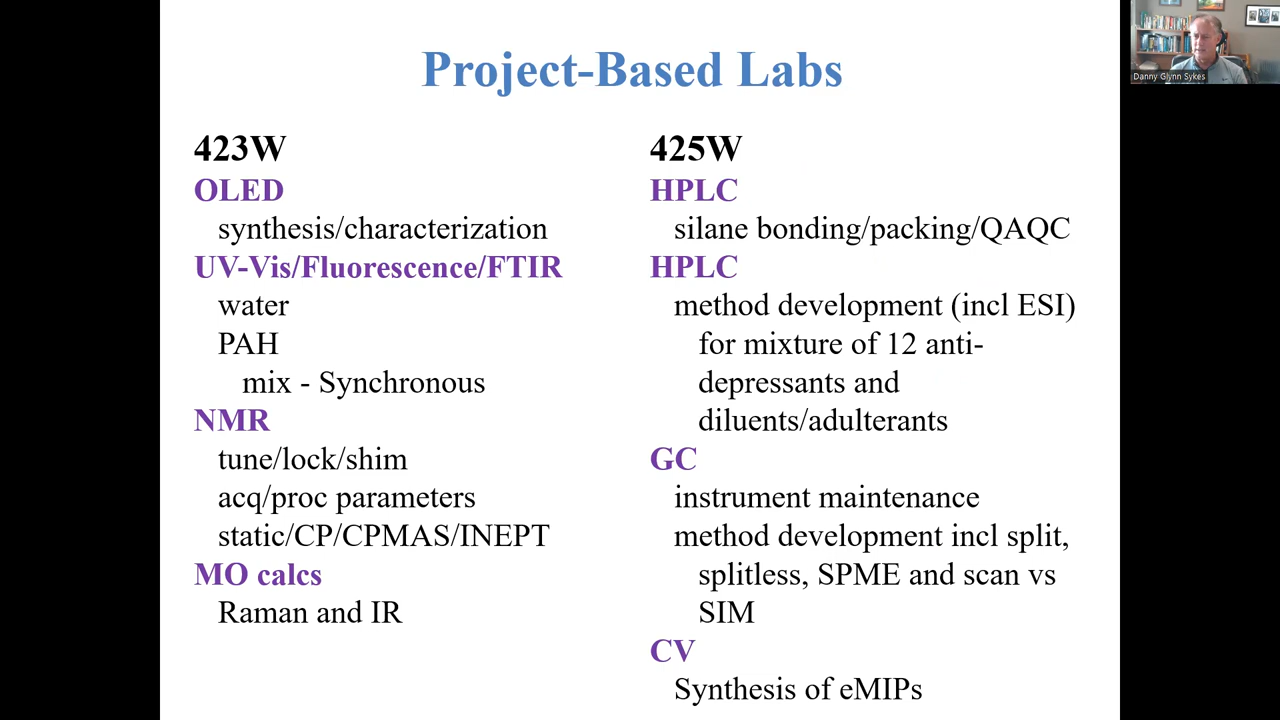 Project-Based Labs
423W
OLED
synthesis/characterization
UV-Vis/Fluorescence/FTIR
water
PAH
mix - Synchronous
NMR
tune/lock/shim
acq/proc parameters
static/CP/CPMAS/INEPT
MO calcs
Raman and IR
425W
HPLC
silane bonding/packing/QAQC
HPLC
method development (incl ESI)
for mixture of 12 anti-
depressants and
diluents/adulterants
GC
instrument maintenance
method development incl split,
splitless, SPME and scan vs
SIM
CV
Synthesis of eMIPs
Danny Glynn Sykes